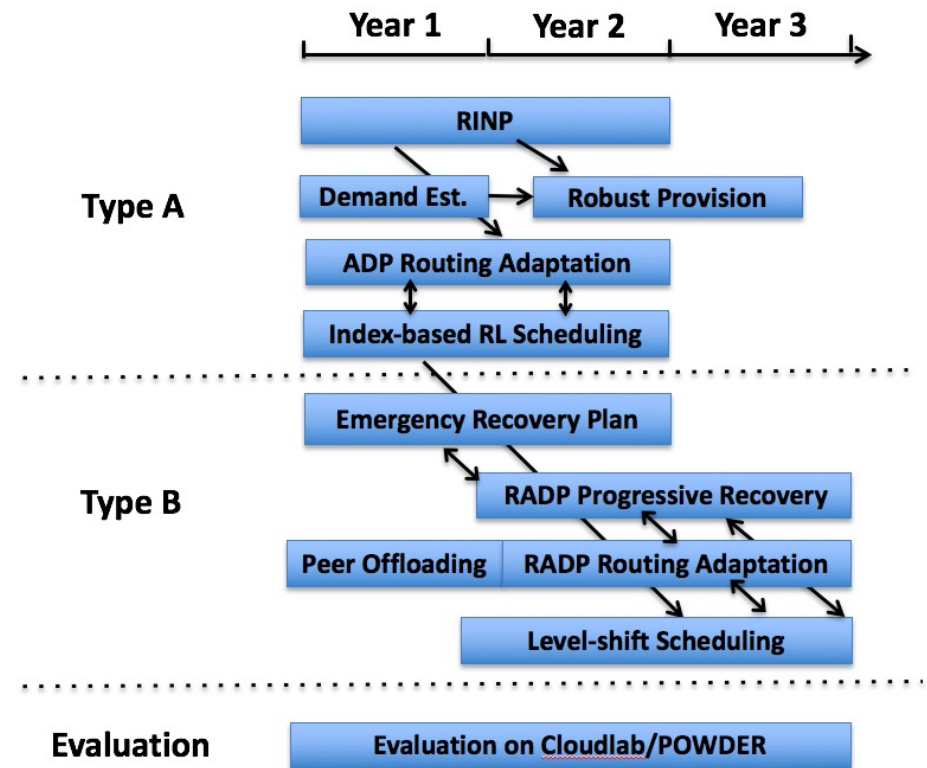 Year 1 Year 2 Year 3
RINP
Type A
Demand Est. Robust Provision
ADP Routing Adaptation
Index-based RL Scheduling
Emergency Recovery Plan
Type B
RADP Progressive Recovery
Peer Offloading RADP Routing Adaptation
Level-shift Scheduling
Evaluation
Evaluation on Cloudlab/POWDER